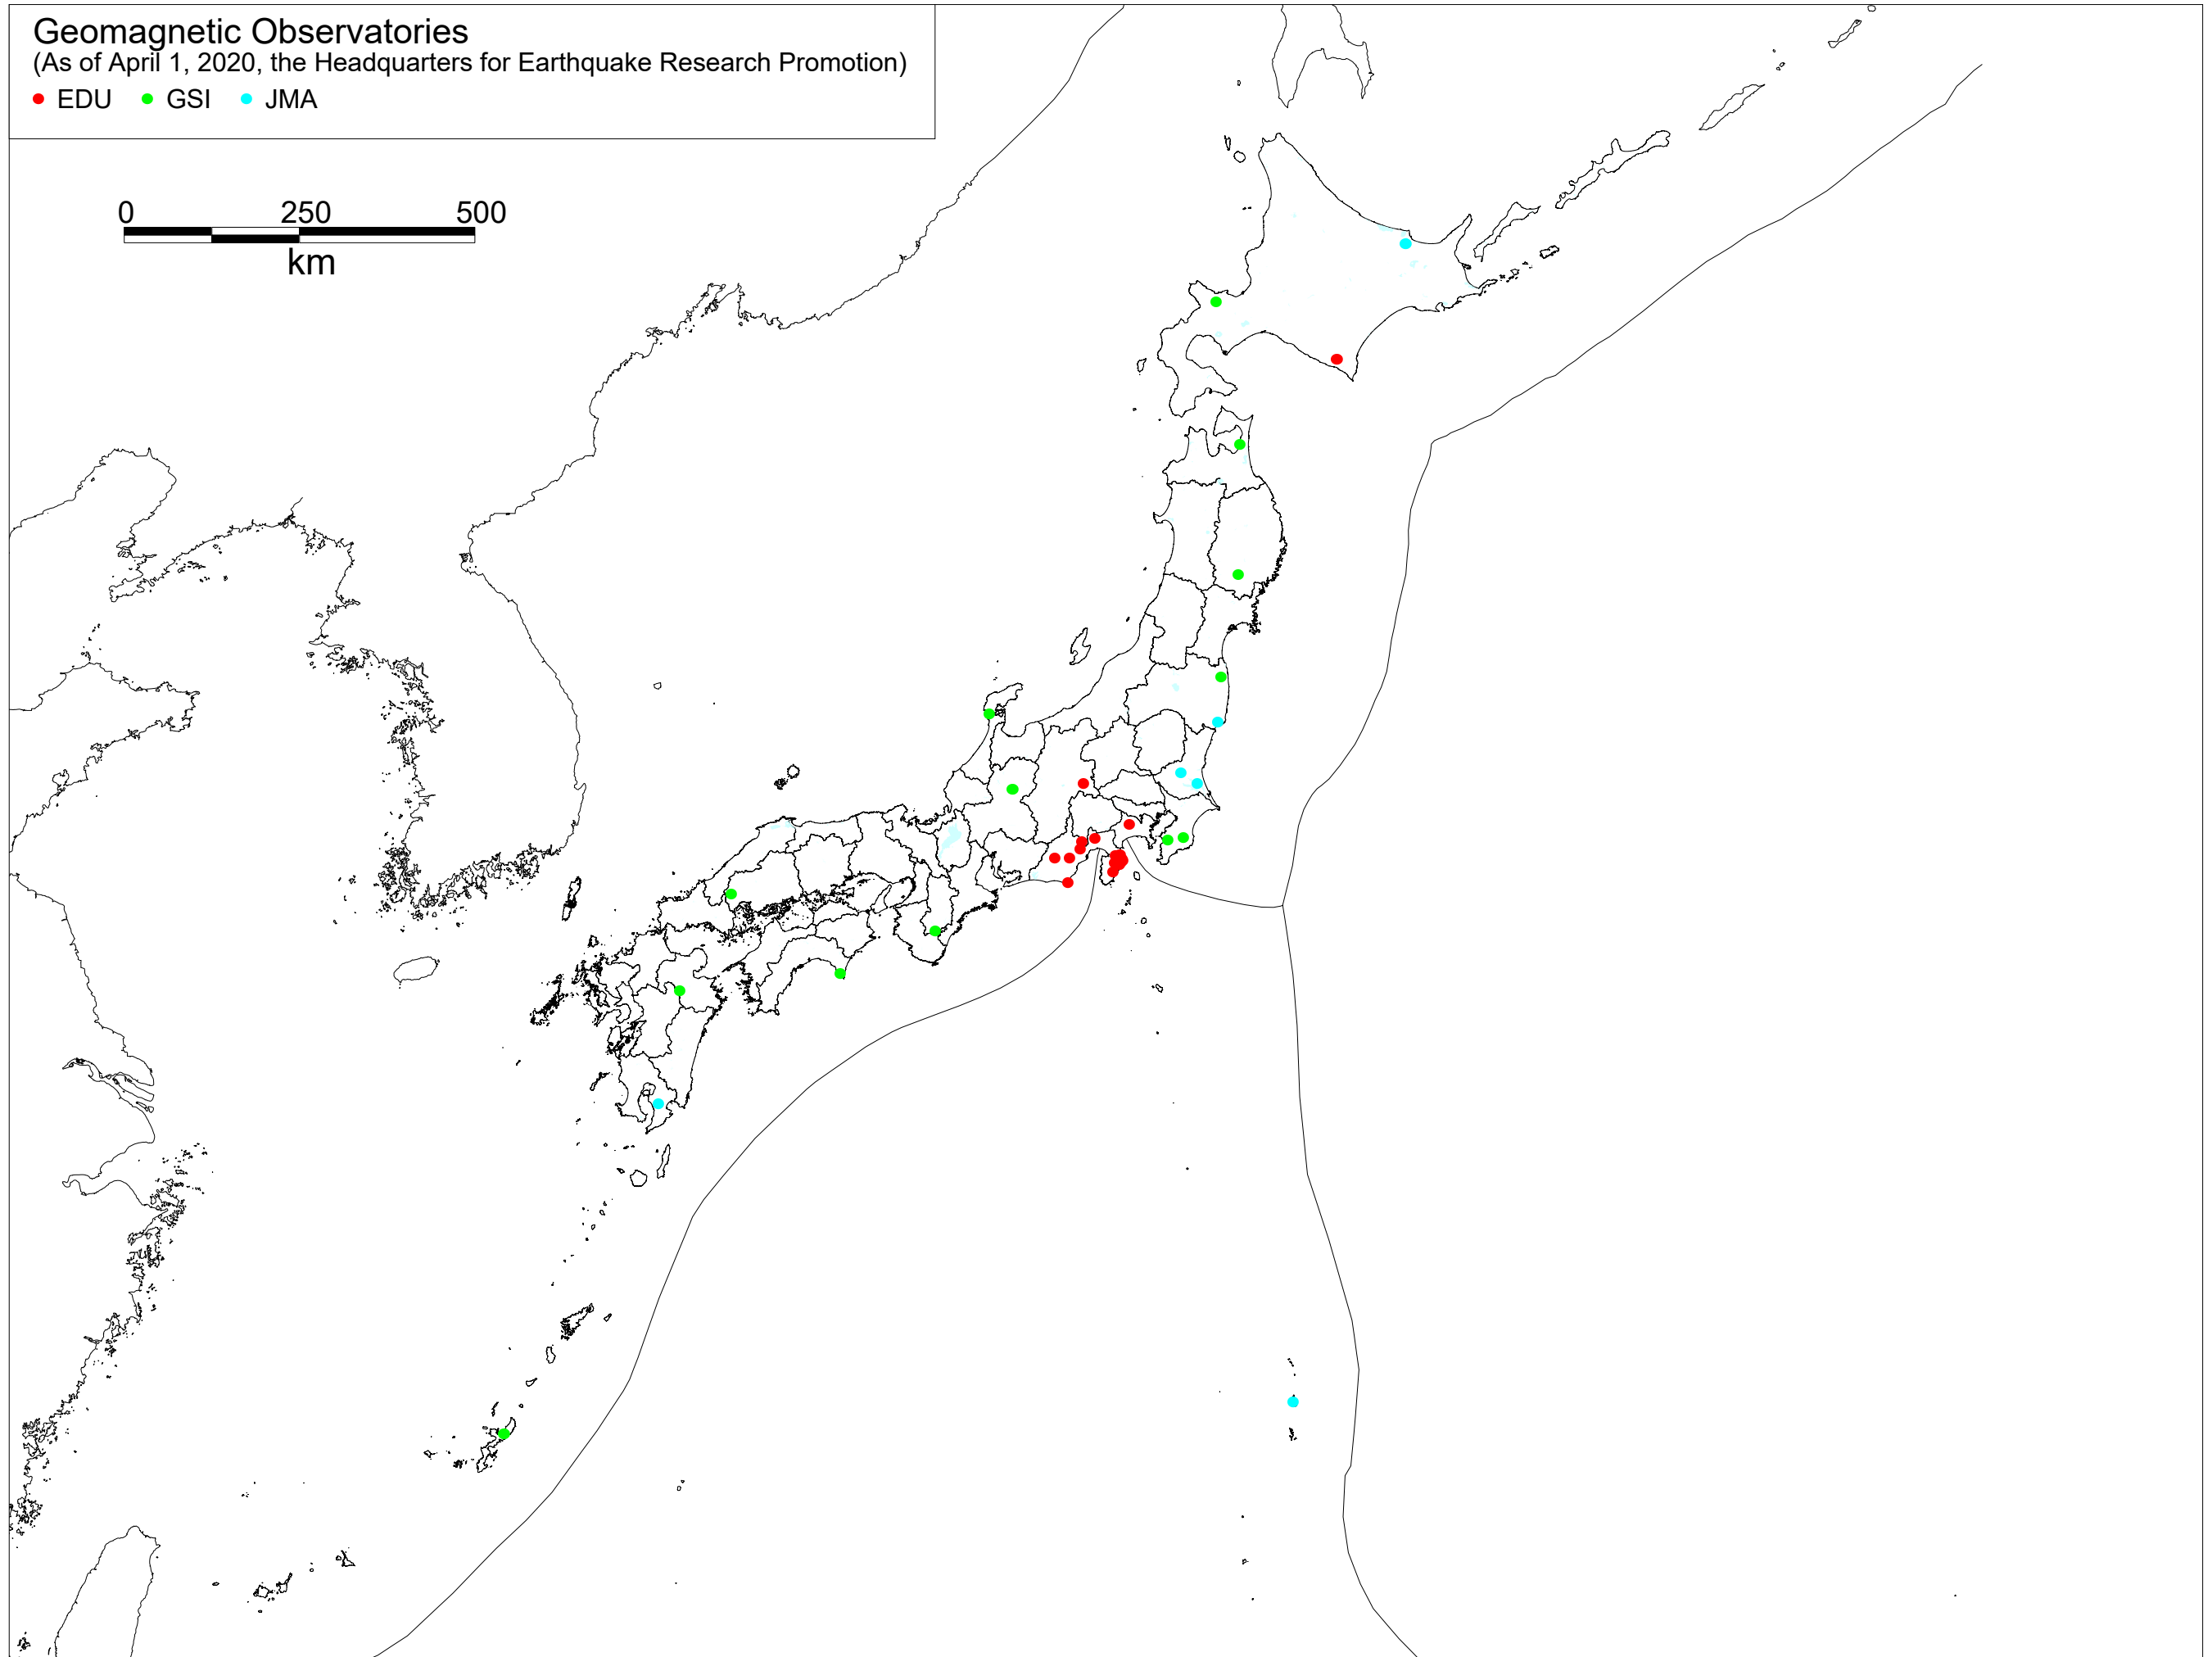 Geomagnetic Observatories
(As of April 1, 2020, the Headquarters for Earthquake Research Promotion)
EDU GSI JMA
0 250 500
km